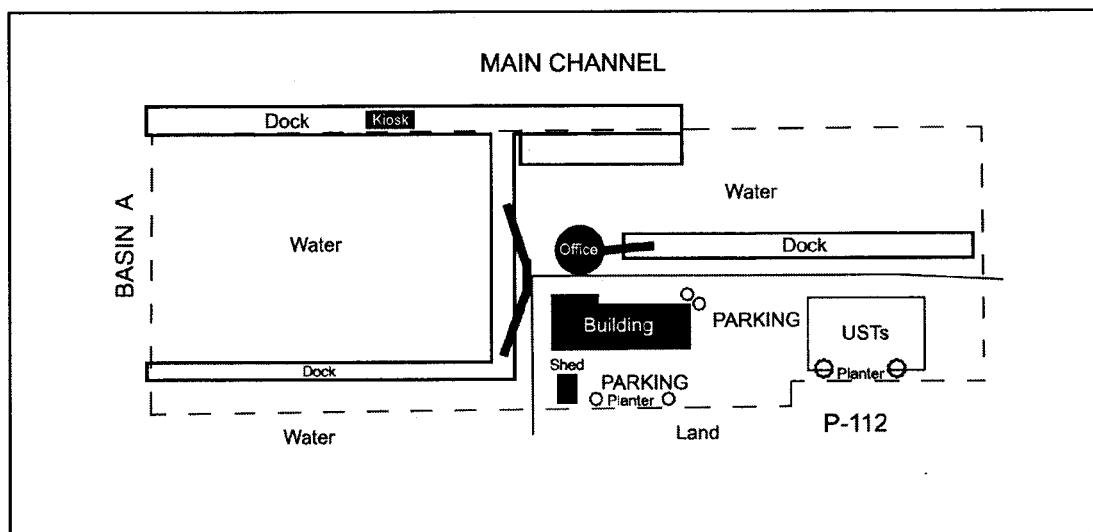 MAIN CHANNEL
Dock
Kiosk
BASIN A
Water
Water
Office
Dock
Building
PARKING
USTs
Shed
Dock
PARKING
Planter
Planter
Water
Land
P-112